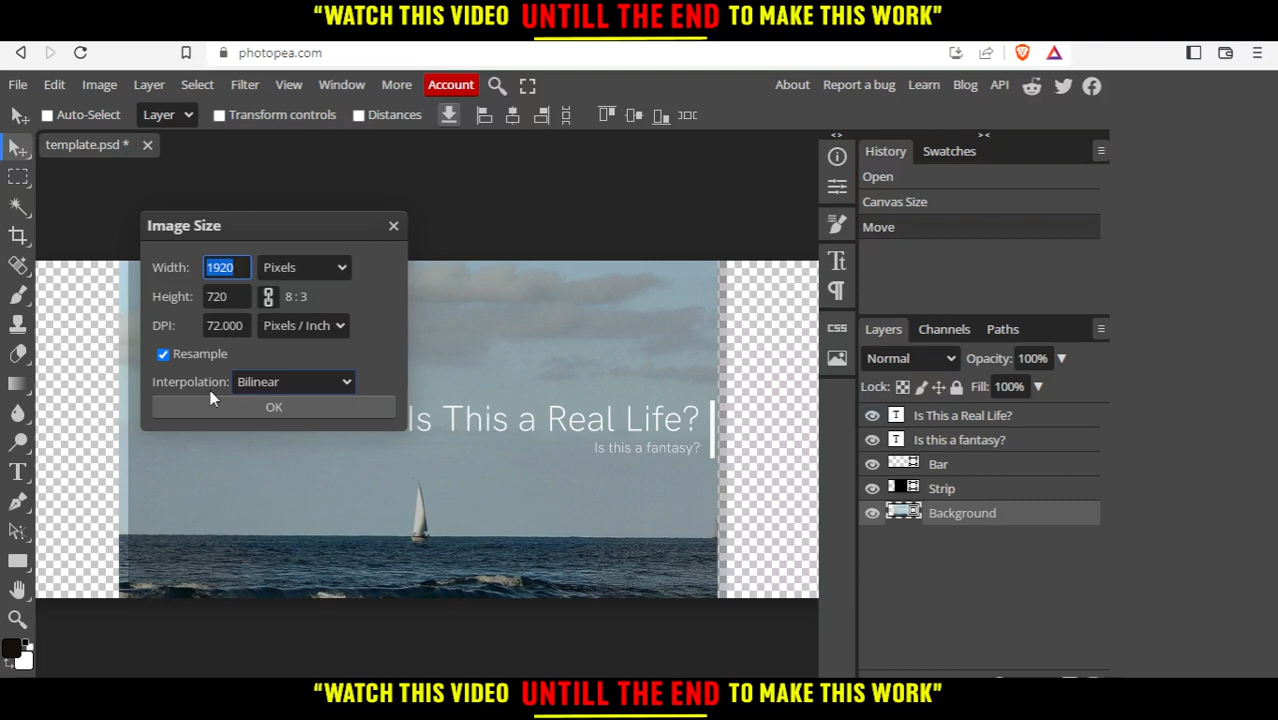 “WATCH THIS VIDEO UNTILL THE END TO MAKE THIS WORK”
photopea.com
File Edit Image Layer Select Filter View Window More Account About Report a bug Learn Blog API
Auto-Select Layer Transform controls Distances
template.psd *
History Swatches
Open
Canvas Size
Move
Image Size
Width: 1920 Pixels
Height: 720 8 : 3
DPI: 72.000 Pixels / Inch
Resample
Interpolation: Bilinear
OK
Is This a Real Life?
Is this a fantasy?
CSS
Layers Channels Paths
Normal Opacity: 100%
Lock: Fill: 100%
Is This a Real Life?
Is this a fantasy?
Bar
Strip
Background
“WATCH THIS VIDEO UNTILL THE END TO MAKE THIS WORK”